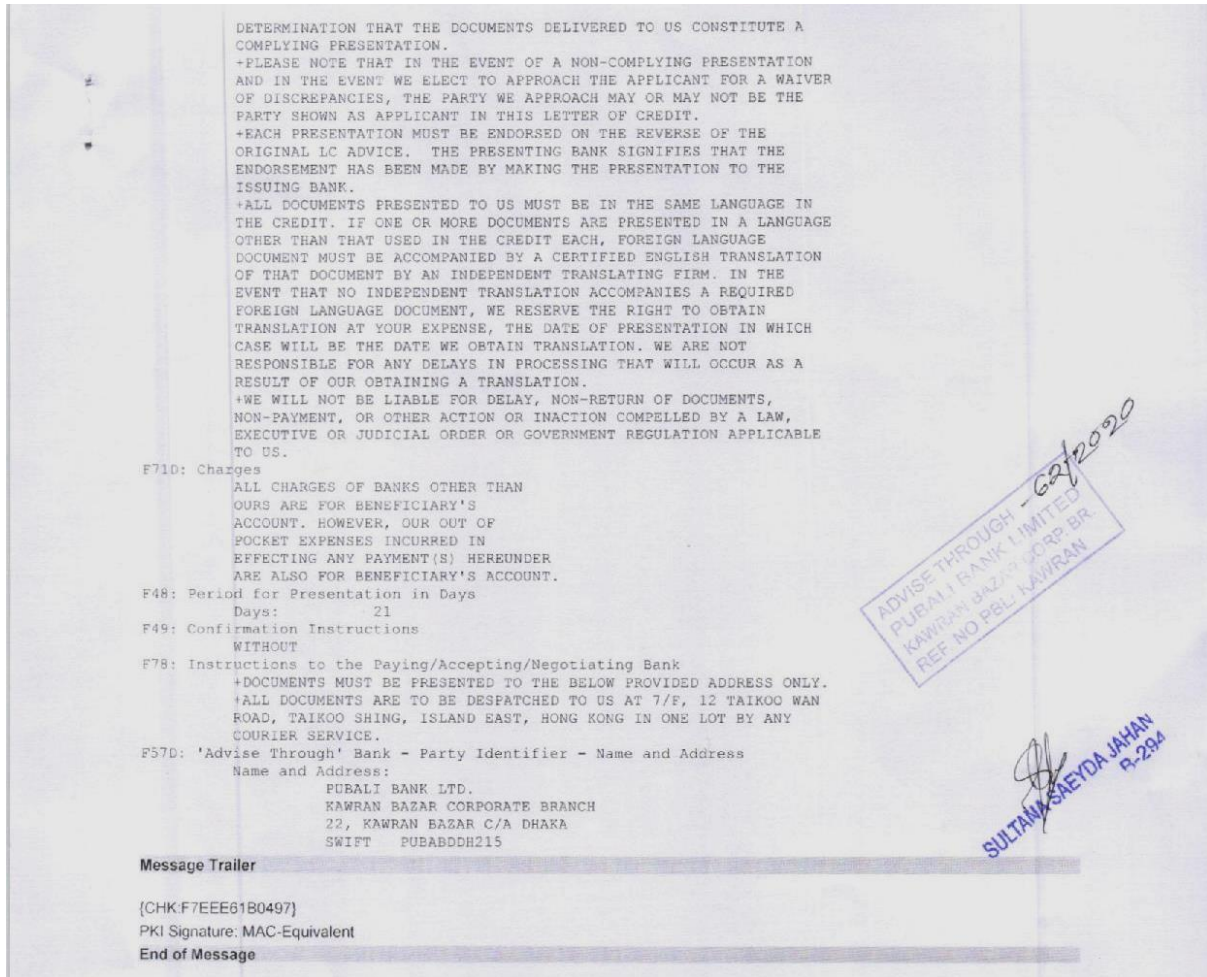 DETERMINATION THAT THE DOCUMENTS DELIVERED TO US CONSTITUTE A
COMPLYING PRESENTATION.
+PLEASE NOTE THAT IN THE EVENT OF A NON-COMPLYING PRESENTATION
AND IN THE EVENT WE ELECT TO APPROACH THE APPLICANT FOR A WAIVER
OF DISCREPANCIES, THE PARTY WE APPROACH MAY OR MAY NOT BE THE
PARTY SHOWN AS APPLICANT IN THIS LETTER OF CREDIT.
+EACH PRESENTATION MUST BE ENDORSED ON THE REVERSE OF THE
ORIGINAL LC ADVICE. THE PRESENTING BANK SIGNIFIES THAT THE
ENDORSEMENT HAS BEEN MADE BY MAKING THE PRESENTATION TO THE
ISSUING BANK.
+ALL DOCUMENTS PRESENTED TO US MUST BE IN THE SAME LANGUAGE IN
THE CREDIT. IF ONE OR MORE DOCUMENTS ARE PRESENTED IN A LANGUAGE
OTHER THAN THAT USED IN THE CREDIT EACH, FOREIGN LANGUAGE
DOCUMENT MUST BE ACCOMPANIED BY A CERTIFIED ENGLISH TRANSLATION
OF THAT DOCUMENT BY AN INDEPENDENT TRANSLATING FIRM. IN THE
EVENT THAT NO INDEPENDENT TRANSLATION ACCOMPANIES A REQUIRED
FOREIGN LANGUAGE DOCUMENT, WE RESERVE THE RIGHT TO OBTAIN
TRANSLATION AT YOUR EXPENSE, THE DATE OF PRESENTATION IN WHICH
CASE WILL BE THE DATE WE OBTAIN TRANSLATION. WE ARE NOT
RESPONSIBLE FOR ANY DELAYS IN PROCESSING THAT WILL OCCUR AS A
RESULT OF OUR OBTAINING A TRANSLATION.
+WE WILL NOT BE LIABLE FOR DELAY, NON-RETURN OF DOCUMENTS,
NON-PAYMENT, OR OTHER ACTION OR INACTION COMPELLED BY A LAW,
EXECUTIVE OR JUDICIAL ORDER OR GOVERNMENT REGULATION APPLICABLE
TO US.
F71D: Charges
ALL CHARGES OF BANKS OTHER THAN
OURS ARE FOR BENEFICIARY'S
ACCOUNT. HOWEVER, OUR OUT OF
POCKET EXPENSES INCURRED IN
EFFECTING ANY PAYMENT(S) HEREUNDER
ARE ALSO FOR BENEFICIARY'S ACCOUNT.
F48: Period for Presentation in Days
Days: 21
F49: Confirmation Instructions
WITHOUT
F78: Instructions to the Paying/Accepting/Negotiating Bank
+DOCUMENTS MUST BE PRESENTED TO THE BELOW PROVIDED ADDRESS ONLY.
+ALL DOCUMENTS ARE TO BE DESPATCHED TO US AT 7/F, 12 TAIKOO WAN
ROAD, TAIKOO SHING, ISLAND EAST, HONG KONG IN ONE LOT BY ANY
COURIER SERVICE.
F57D: 'Advise Through' Bank - Party Identifier - Name and Address
Name and Address:
PUBALI BANK LTD.
KAWRAN BAZAR CORPORATE BRANCH
22, KAWRAN BAZAR C/A DHAKA
SWIFT PUBABDDH215
Message Trailer
{CHK:F7EEE61B0497}
PKI Signature: MAC-Equivalent
End of Message
ADVISE THROUGH - 62/2020
PUBALI BANK LIMITED
KAWRAN BAZAR CORP. BR.
REF. NO PBL: KAWRAN
SULTANA SAEYDA JAHAN
B-294